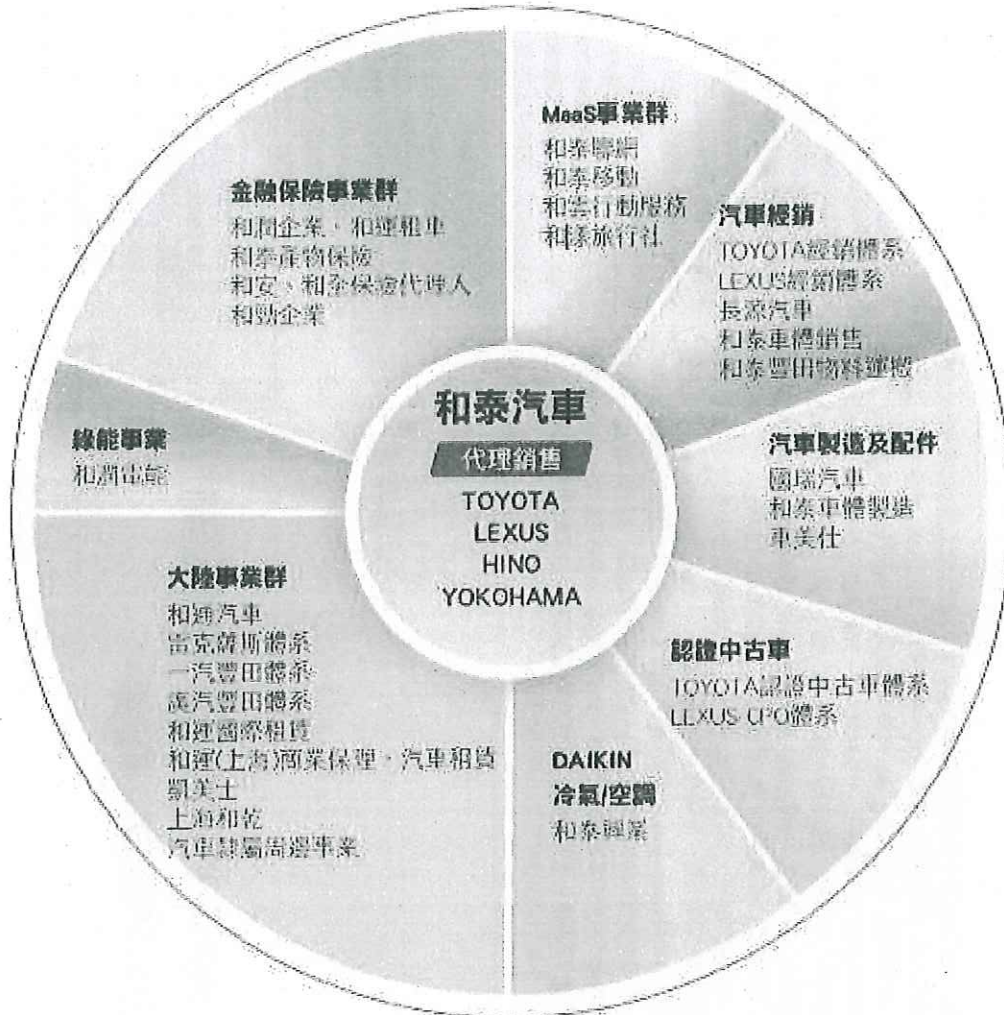 和泰汽車
代理銷售
TOYOTA
LEXUS
HINO
YOKOHAMA
MaaS事業群
和泰聯網
和泰移動
和雲行動服務
旅行社
汽車經銷
TOYOTA經銷體系
LEXUS經銷體系
長源汽車
和泰車體銷售
和泰豐田物料運搬
汽車製造及配件
國瑞汽車
和泰車體製造
車美仕
認證中古車
TOYOTA認證中古車體系
LEXUS CPO體系
DAIKIN
冷氣/空調
和泰興業
大陸事業群
和通汽車
雷克薩斯體系
一汽豐田體系
廣汽豐田體系
和運國際租賃
和運(上海)商業保理、汽車租賃
凱美士
上海和乾
汽車隸屬周邊事業
綠能事業
和潤電能
金融保險事業群
和潤企業、和運租車
和泰產物保險
和安、和全保險代理人
和勁企業